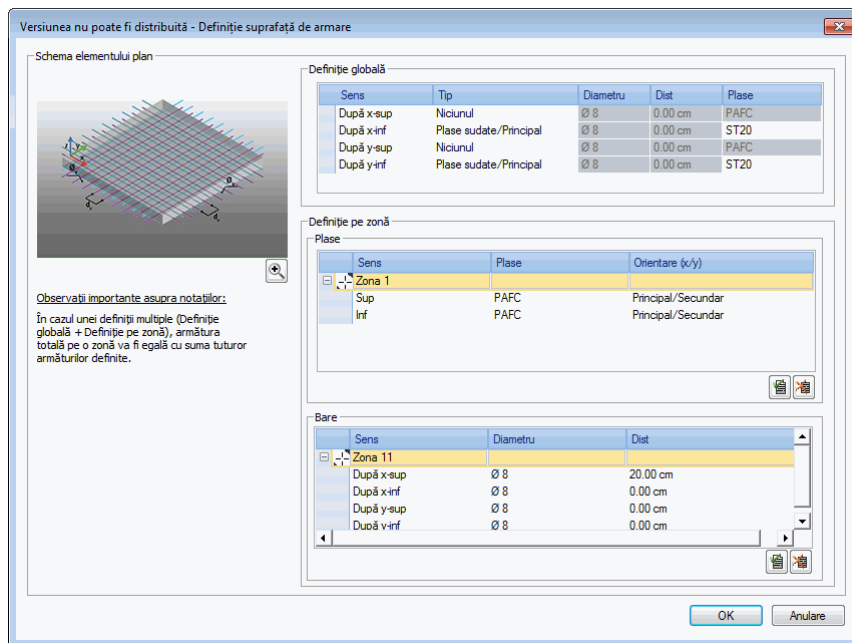 Versiunea nu poate fi distribuită - Definiție suprafață de armare
Schema elementului plan
Observații importante asupra notațiilor:
În cazul unei definiții multiple (Definiție
globală + Definiție pe zonă), armătura
totală pe o zonă va fi egală cu suma tuturor
armăturilor definite.
Definiție globală
Sens Tip Diametru Dist Plase
După x-sup Niciunul Ø 8 0.00 cm PAFC
După x-inf Plase sudate/Principal Ø 8 0.00 cm ST20
După y-sup Niciunul Ø 8 0.00 cm PAFC
După y-inf Plase sudate/Principal Ø 8 0.00 cm ST20
Definiție pe zonă
Plase
Sens Plase Orientare (x/y)
Zona 1
Sup PAFC Principal/Secundar
Inf PAFC Principal/Secundar
Bare
Sens Diametru Dist
Zona 11
După x-sup Ø 8 20.00 cm
După x-inf Ø 8 0.00 cm
După y-sup Ø 8 0.00 cm
După y-inf Ø 8 0.00 cm
OK Anulare